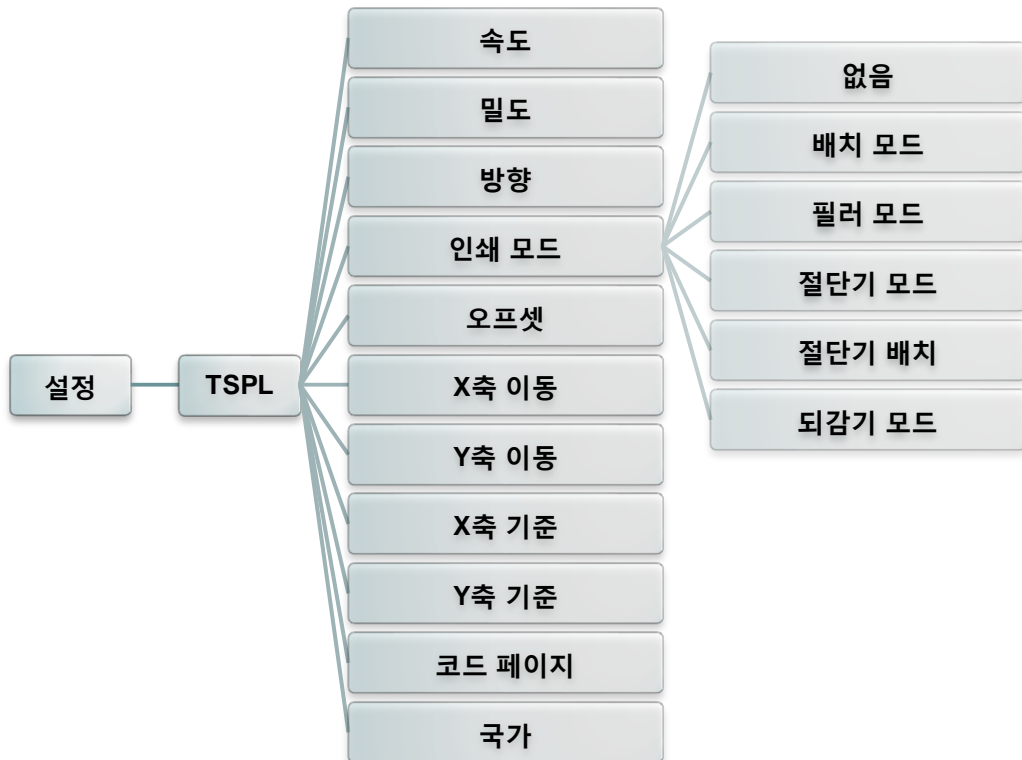 설정
TSPL
속도
밀도
방향
인쇄 모드
오프셋
X축 이동
Y축 이동
X축 기준
Y축 기준
코드 페이지
국가
없음
배치 모드
필러 모드
절단기 모드
절단기 배치
되감기 모드